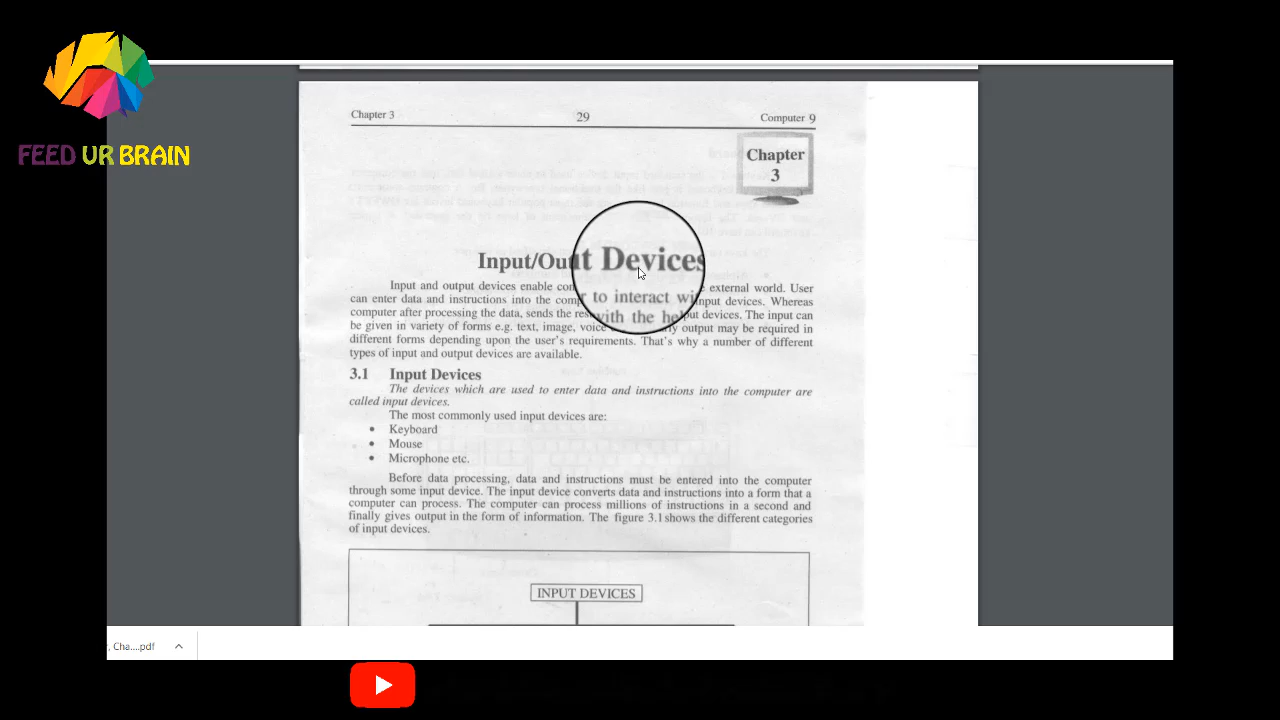 FEED UR BRAIN
Chapter 3 29 Computer 9
Chapter
3
Input/Out Devices
Input and output devices enable to interact wi external world. User
can enter data and instructions into the input devices. Whereas
computer after processing the data, sends the with the put devices. The input can
be given in variety of forms e.g. text, image, voice output may be required in
different forms depending upon the user's requirements. That's why a number of different
types of input and output devices are available.
3.1 Input Devices
The devices which are used to enter data and instructions into the computer are
called input devices.
The most commonly used input devices are:
• Keyboard
• Mouse
• Microphone etc.
Before data processing, data and instructions must be entered into the computer
through some input device. The input device converts data and instructions into a form that a
computer can process. The computer can process millions of instructions in a second and
finally gives output in the form of information. The figure 3.1 shows the different categories
of input devices.
INPUT DEVICES
, Cha....pdf